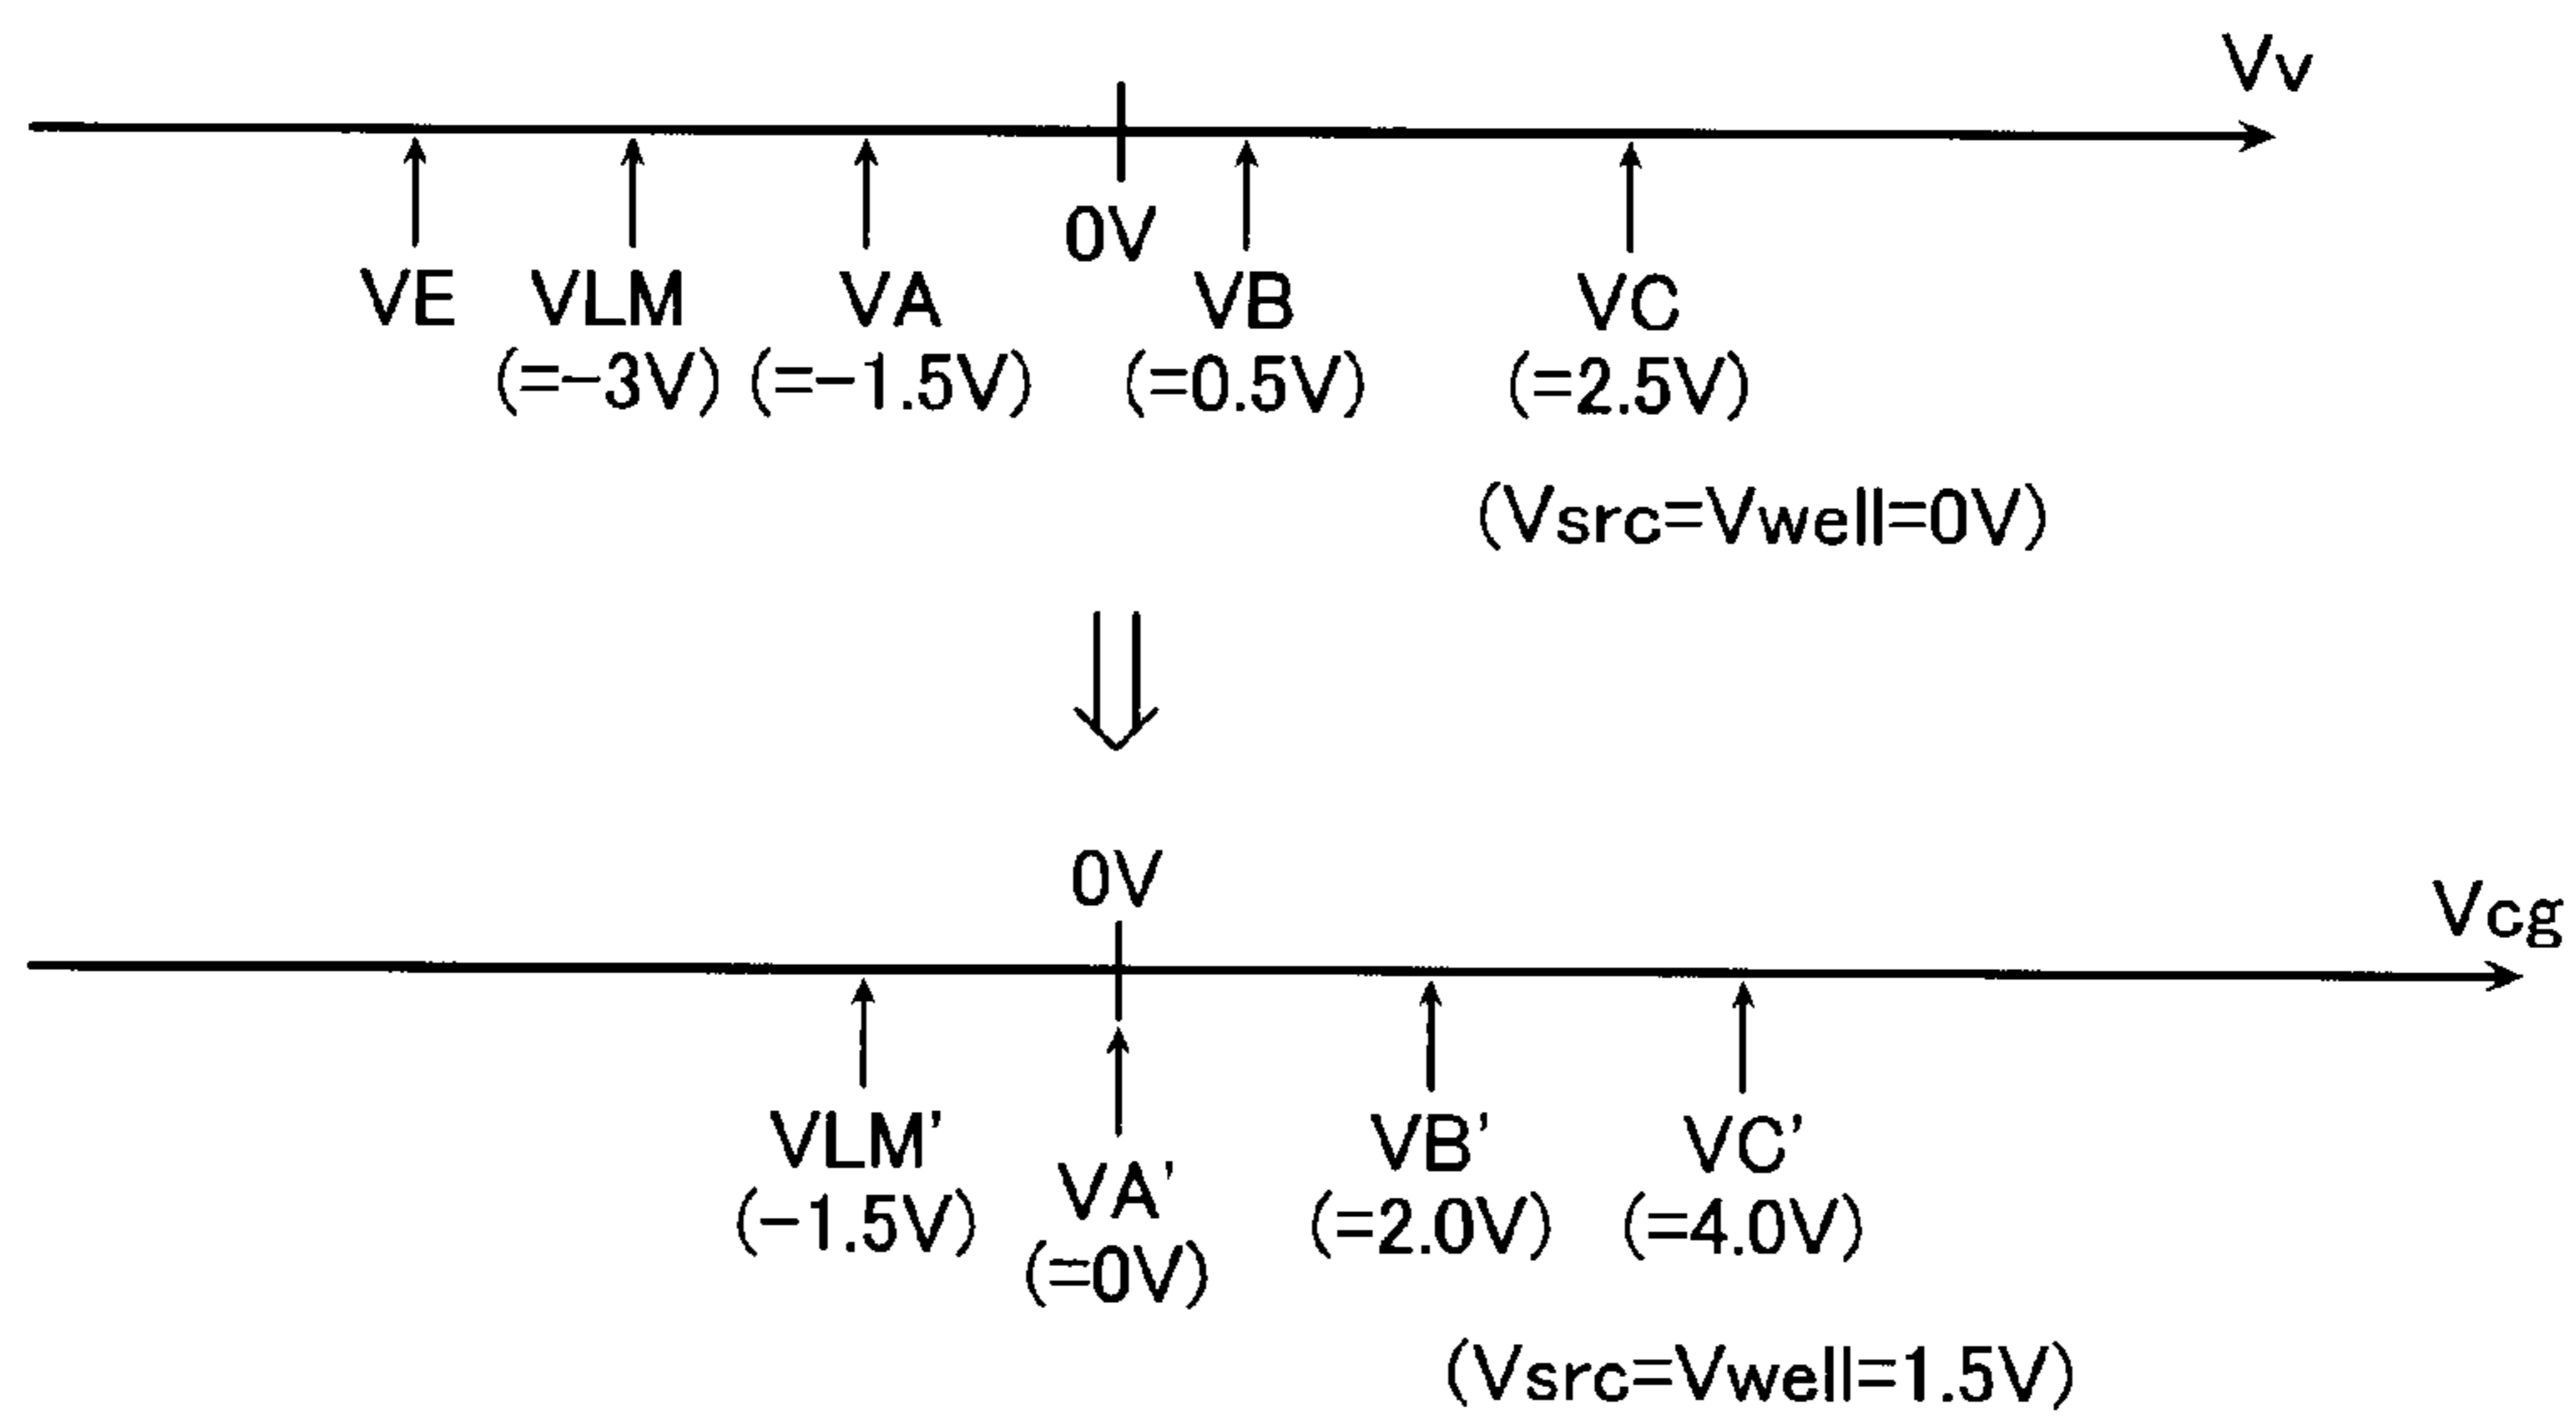 Vv
0V
VE VLM VA VB VC
(=-3V) (=-1.5V) (=0.5V) (=2.5V)
(Vsrc=Vwell=0V)
0V
Vcg
VLM' VA' VB' VC'
(-1.5V) (=0V) (=2.0V) (=4.0V)
(Vsrc=Vwell=1.5V)